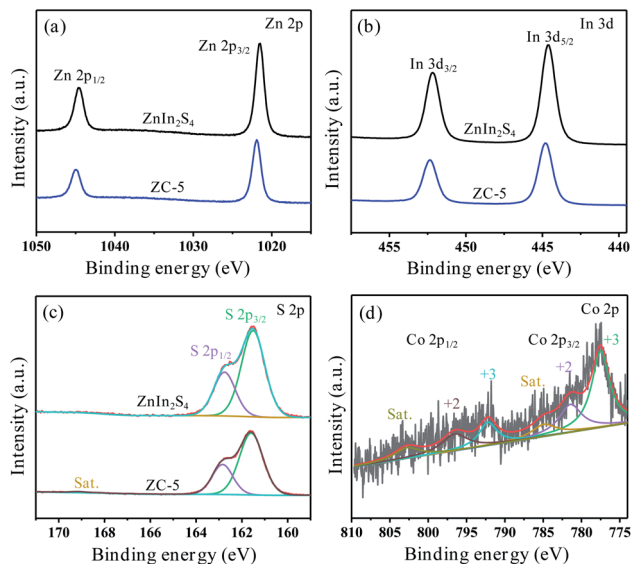 (a)
Zn 2p
Zn 2p3/2
Zn 2p1/2
ZnIn2S4
ZC-5
Intensity (a.u.)
1050 1040 1030 1020
Binding energy (eV)
(b)
In 3d
In 3d5/2
In 3d3/2
ZnIn2S4
ZC-5
Intensity (a.u.)
455 450 445 440
Binding energy (eV)
(c)
S 2p
S 2p3/2
S 2p1/2
ZnIn2S4
Sat.
ZC-5
Intensity (a.u.)
170 168 166 164 162 160
Binding energy (eV)
(d)
Co 2p
Co 2p1/2
Co 2p3/2
+3
+2
Sat.
+3
+2
Sat.
Intensity (a.u.)
810 805 800 795 790 785 780 775
Binding energy (eV)